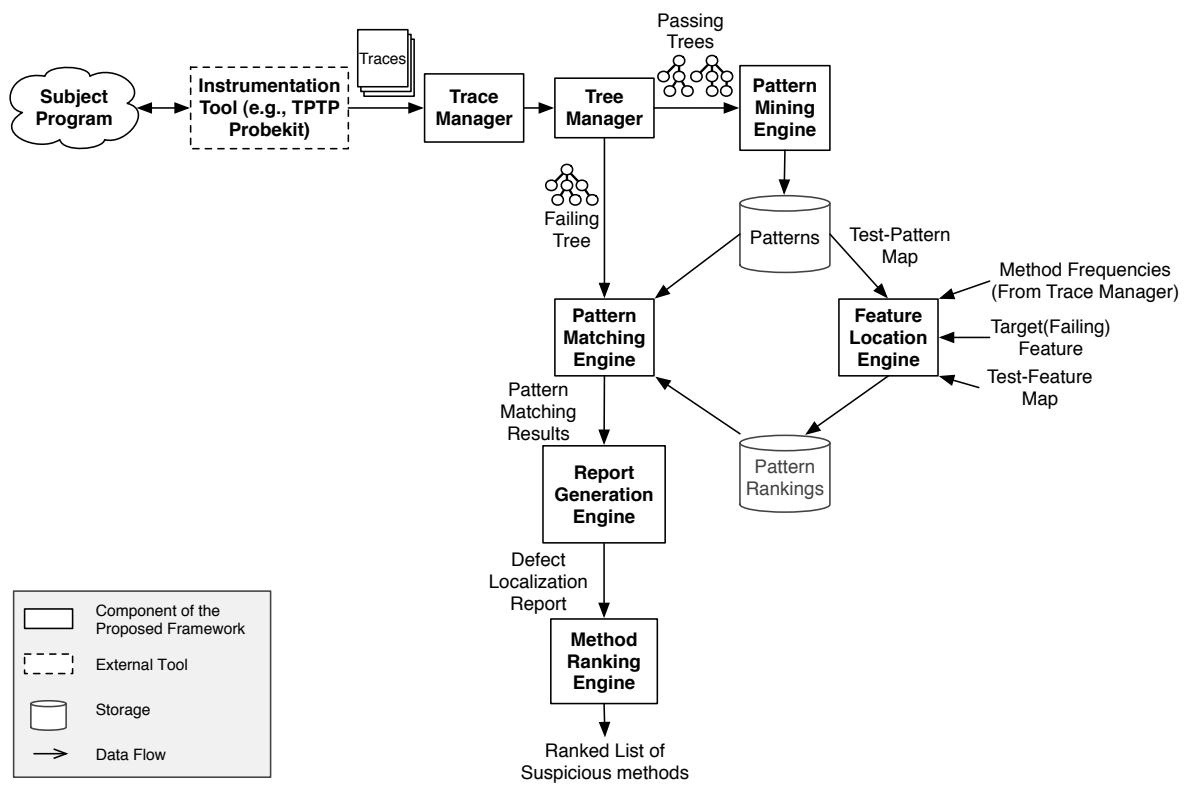 Passing
Trees
Traces
Subject
Program
Instrumentation
Tool (e.g., TPTP
Probekit)
Trace
Manager
Tree
Manager
Pattern
Mining
Engine
Failing
Tree
Patterns
Test-Pattern
Map
Method Frequencies
(From Trace Manager)
Target(Failing)
Feature
Test-Feature
Map
Pattern
Matching
Engine
Feature
Location
Engine
Pattern
Matching
Results
Pattern
Rankings
Report
Generation
Engine
Defect
Localization
Report
Method
Ranking
Engine
Ranked List of
Suspicious methods
Component of the
Proposed Framework
External Tool
Storage
Data Flow